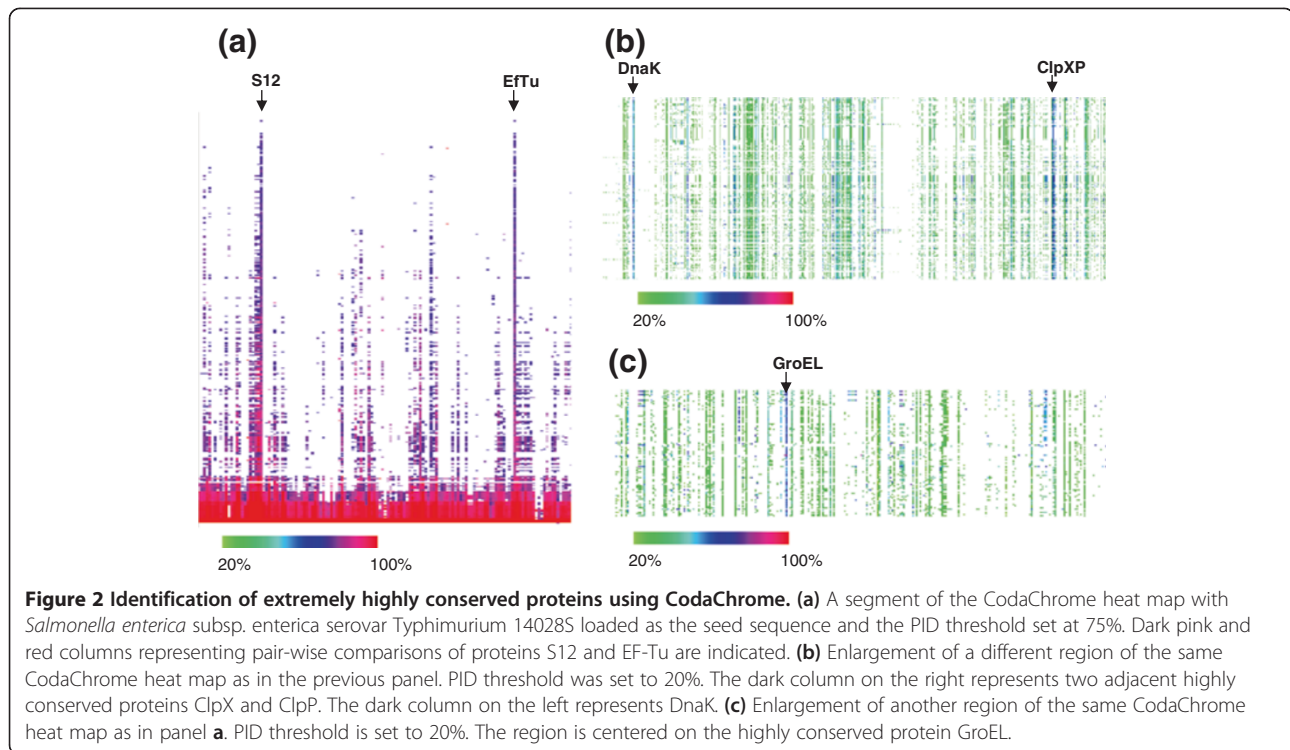 (a)
S12
EfTu
20%
100%
(b)
DnaK
ClpXP
20%
100%
(c)
GroEL
20%
100%
Figure 2 Identification of extremely highly conserved proteins using CodaChrome. (a) A segment of the CodaChrome heat map with
Salmonella enterica subsp. enterica serovar Typhimurium 14028S loaded as the seed sequence and the PID threshold set at 75%. Dark pink and
red columns representing pair-wise comparisons of proteins S12 and EF-Tu are indicated. (b) Enlargement of a different region of the same
CodaChrome heat map as in the previous panel. PID threshold was set to 20%. The dark column on the right represents two adjacent highly
conserved proteins ClpX and ClpP. The dark column on the left represents DnaK. (c) Enlargement of another region of the same CodaChrome
heat map as in panel a. PID threshold is set to 20%. The region is centered on the highly conserved protein GroEL.